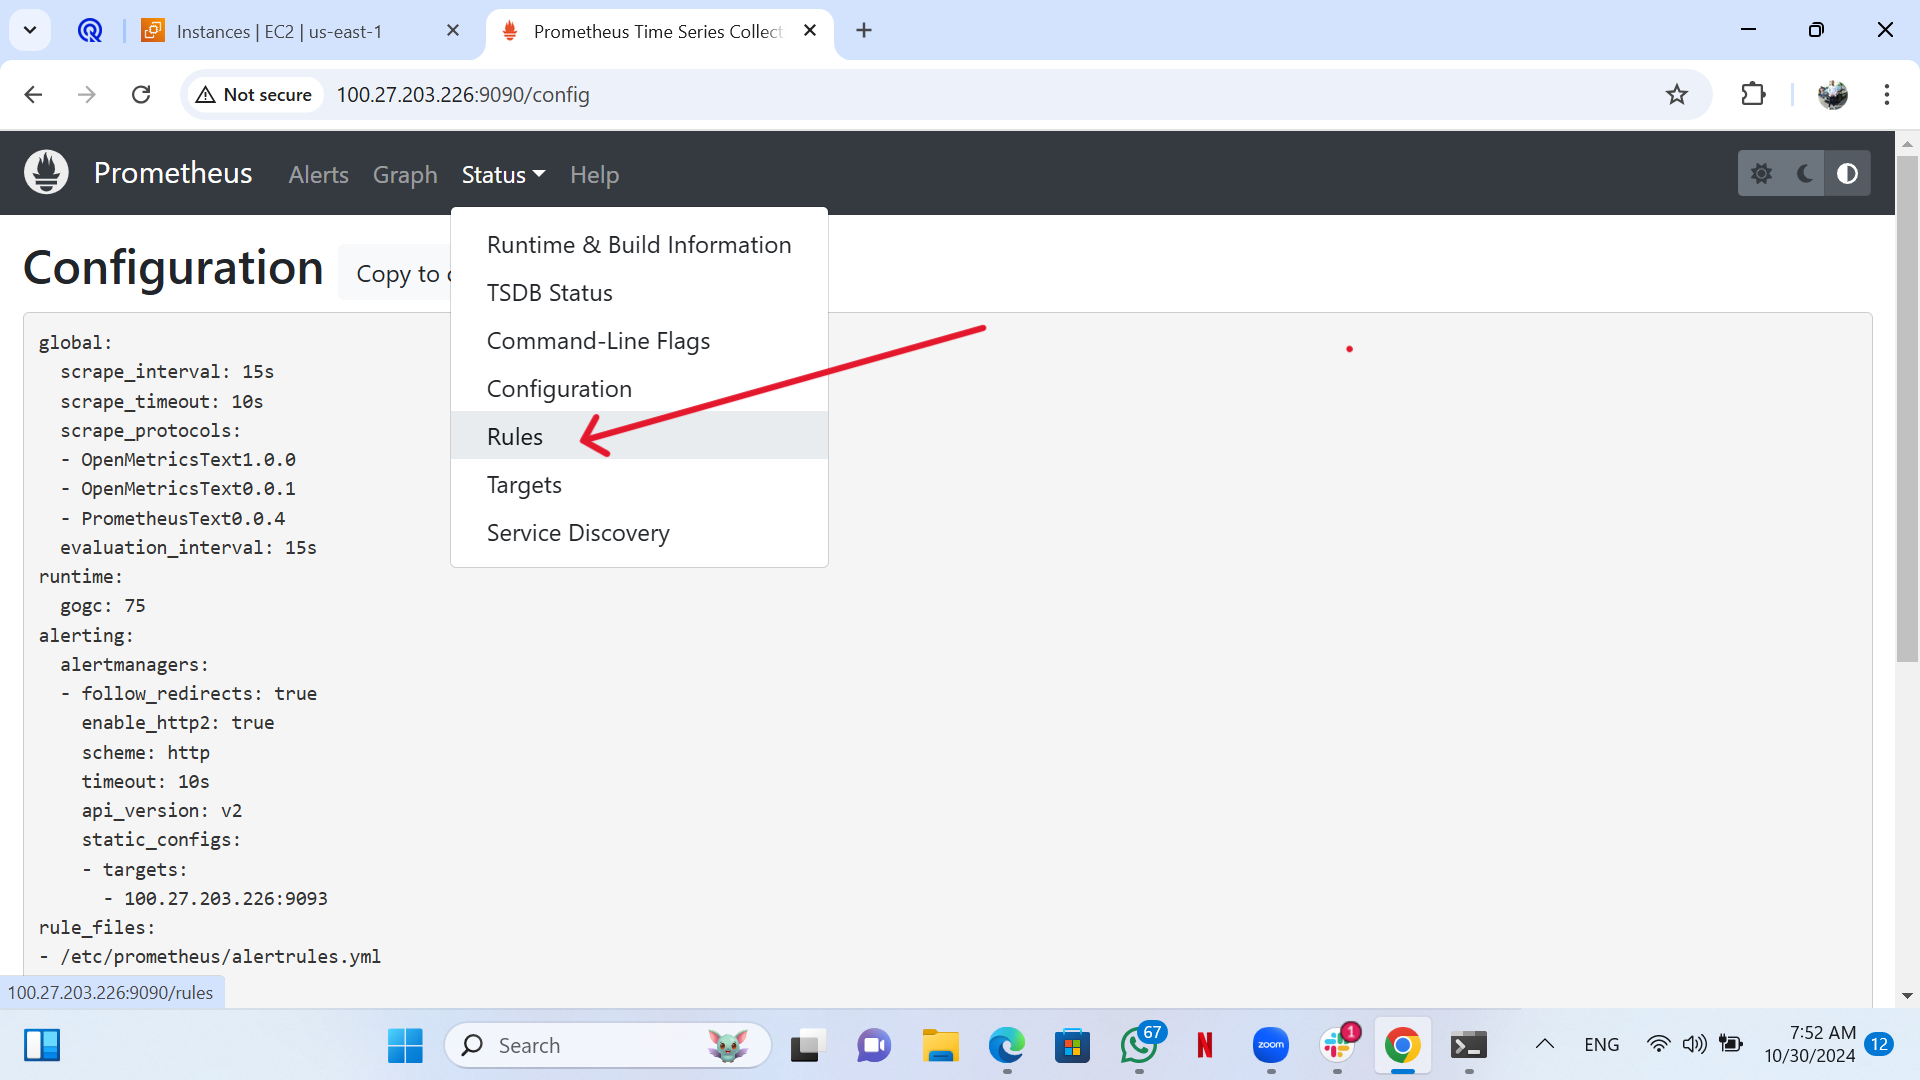 Instances | EC2 | us-east-1
Prometheus Time Series Collect
Not secure
100.27.203.226:9090/config
Prometheus
Alerts
Graph
Status
Help
Runtime & Build Information
TSDB Status
Command-Line Flags
Configuration
Rules
Targets
Service Discovery
Configuration
Copy to c
global:
scrape_interval: 15s
scrape_timeout: 10s
scrape_protocols:
- OpenMetricsText1.0.0
- OpenMetricsText0.0.1
- PrometheusText0.0.4
evaluation_interval: 15s
runtime:
gogc: 75
alerting:
alertmanagers:
- follow_redirects: true
enable_http2: true
scheme: http
timeout: 10s
api_version: v2
static_configs:
- targets:
- 100.27.203.226:9093
rule_files:
- /etc/prometheus/alertrules.yml
100.27.203.226:9090/rules
Search
67
N
zoom
1
ENG
7:52 AM
10/30/2024
12